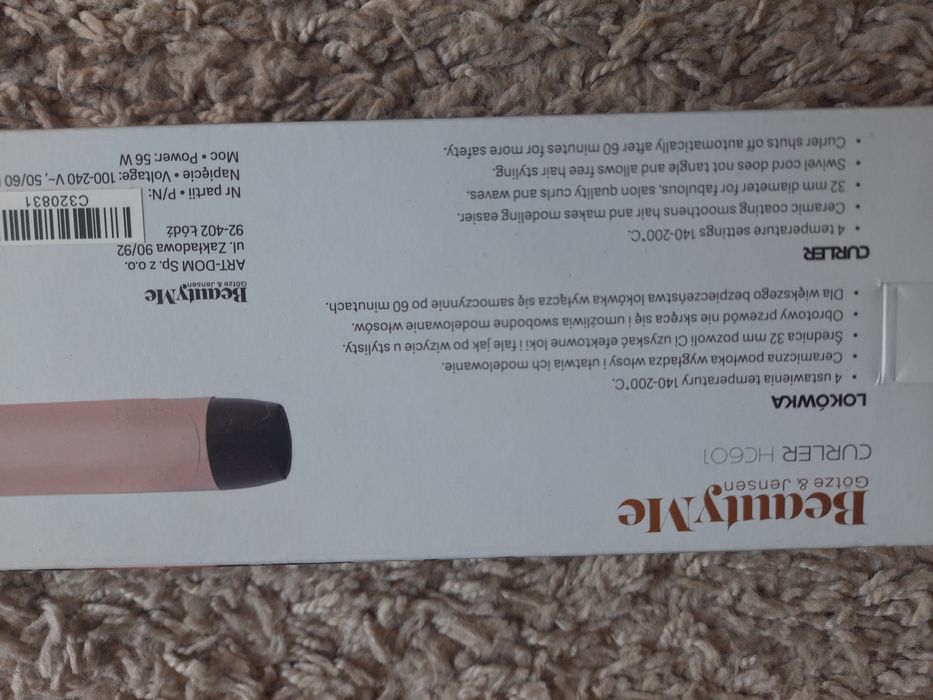 BeautyMe
Götze & Jensen
CURLER HC601
LOKÓWKA
• 4 ustawienia temperatury 140-200°C.
• Ceramiczna powłoka wygładza włosy i ułatwia ich modelowanie.
• Średnica 32 mm pozwoli Ci uzyskać efektowne loki i fale jak po wizycie u stylisty.
• Obrotowy przewód nie skręca się i umożliwia swobodne modelowanie włosów.
• Dla większego bezpieczeństwa lokówka wyłącza się samoczynnie po 60 minutach.
CURLER
• 4 temperature settings 140-200°C.
• Ceramic coating smoothens hair and makes modeling easier.
• 32 mm diameter for fabulous, salon quality curls and waves.
• Swivel cord does not tangle and allows free hair styling.
• Curler shuts off automatically after 60 minutes for more safety.
BeautyMe
Götze & Jensen
ART-DOM Sp. z o.o.
ul. Zakładowa 90/92
92-402 Łódź
C320831
Nr partii • P/N:
Napięcie • Voltage: 100-240 V ~, 50/60
Moc • Power: 56 W